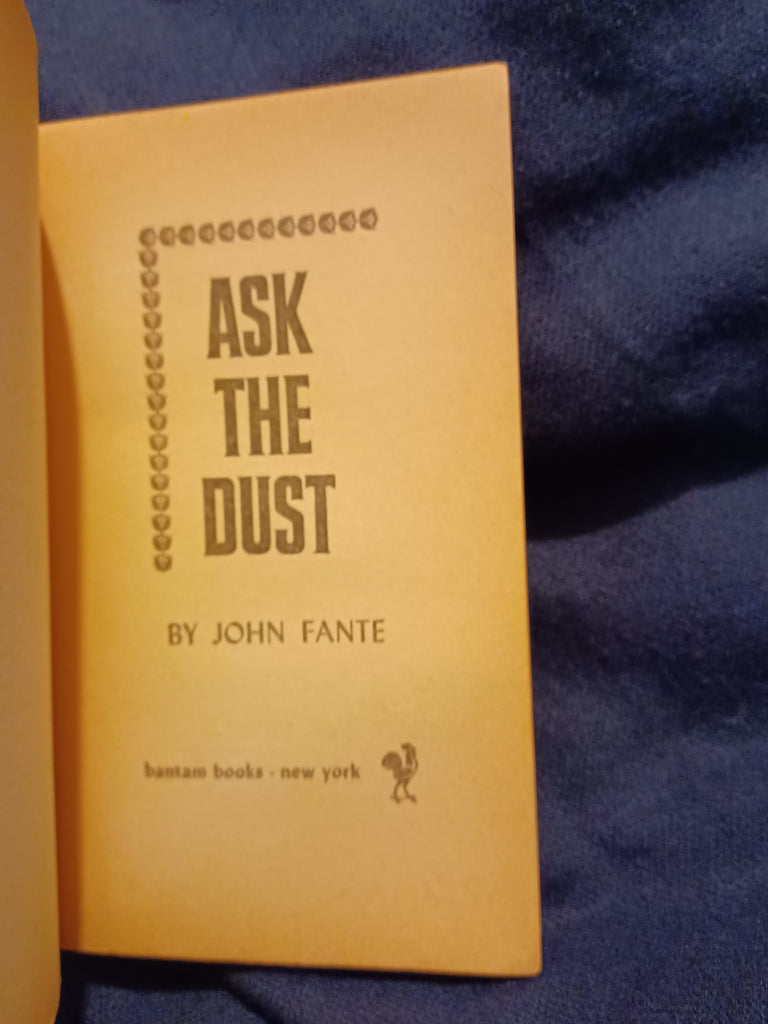 ASK
THE
DUST
BY JOHN FANTE
bantam books · new york